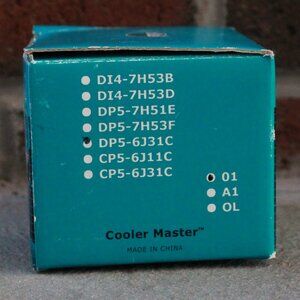 DI4-7H53B
DI4-7H53D
DP5-7H51E
DP5-7H53F
DP5-6J31C
CP5-6J11C
CP5-6J31C
01
A1
OL
Cooler Master™
MADE IN CHINA